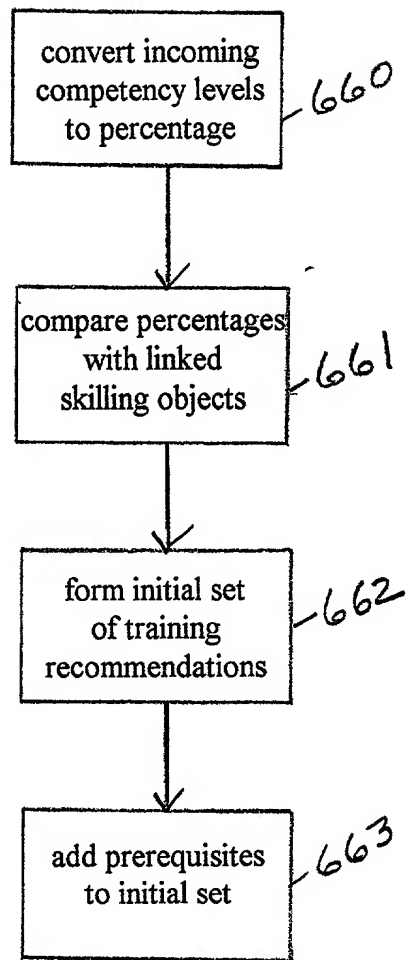 convert incoming
competency levels
to percentage
660
compare percentages
with linked
skilling objects
661
form initial set
of training
recommendations
662
add prerequisites
to initial set
663